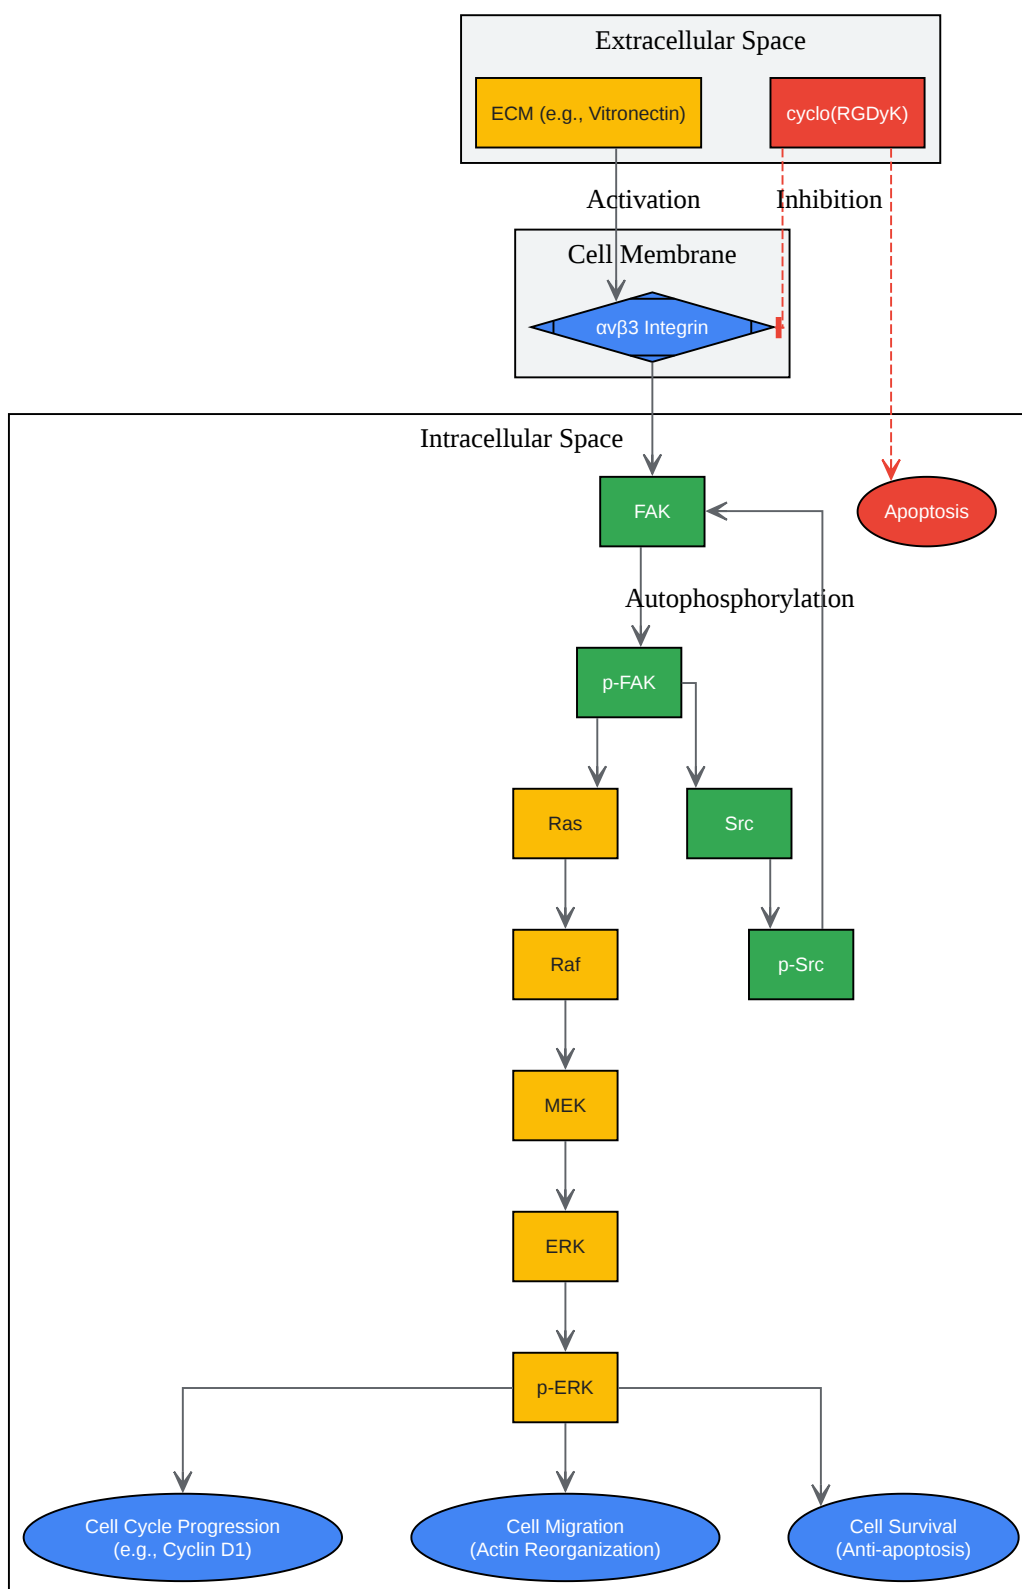 Extracellular Space
ECM (e.g., Vitronectin)
cyclo(RGDyK)
Activation
Inhibition
Cell Membrane
αvβ3 Integrin
Intracellular Space
FAK
Apoptosis
Autophosphorylation
p-FAK
Ras
Src
Raf
p-Src
MEK
ERK
p-ERK
Cell Cycle Progression
(e.g., Cyclin D1)
Cell Migration
(Actin Reorganization)
Cell Survival
(Anti-apoptosis)